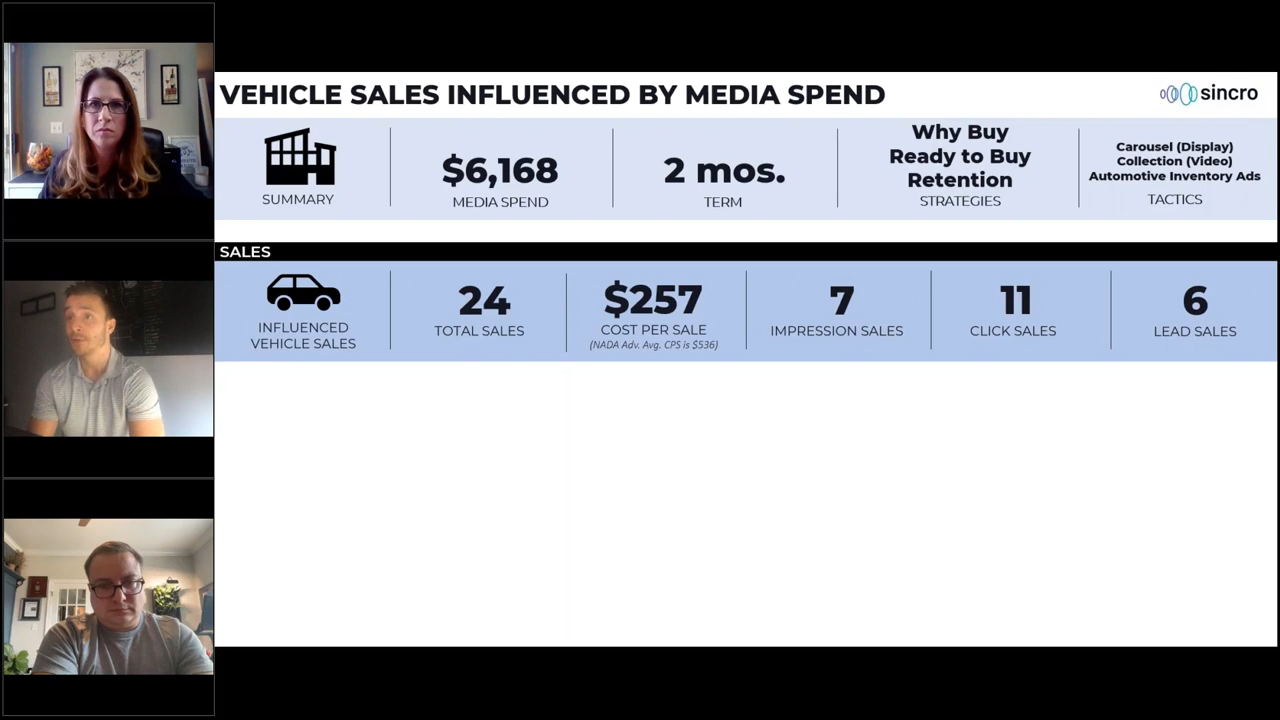 VEHICLE SALES INFLUENCED BY MEDIA SPEND
sincro
SUMMARY
$6,168
MEDIA SPEND
2 mos.
TERM
Why Buy
Ready to Buy
Retention
STRATEGIES
Carousel (Display)
Collection (Video)
Automotive Inventory Ads
TACTICS
SALES
INFLUENCED
VEHICLE SALES
24
TOTAL SALES
$257
COST PER SALE
(NADA Adv. Avg. CPS is $536)
7
IMPRESSION SALES
11
CLICK SALES
6
LEAD SALES